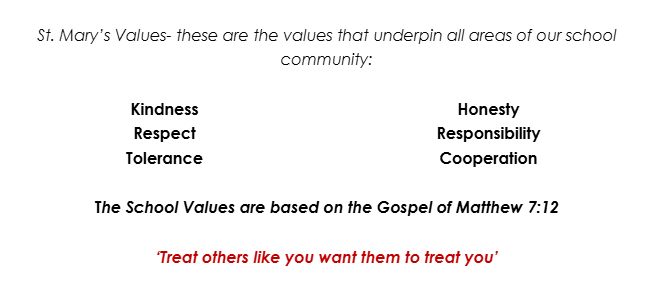 St. Mary's Values- these are the values that underpin all areas of our school
community:
Kindness Honesty
Respect Responsibility
Tolerance Cooperation
The School Values are based on the Gospel of Matthew 7:12
'Treat others like you want them to treat you'